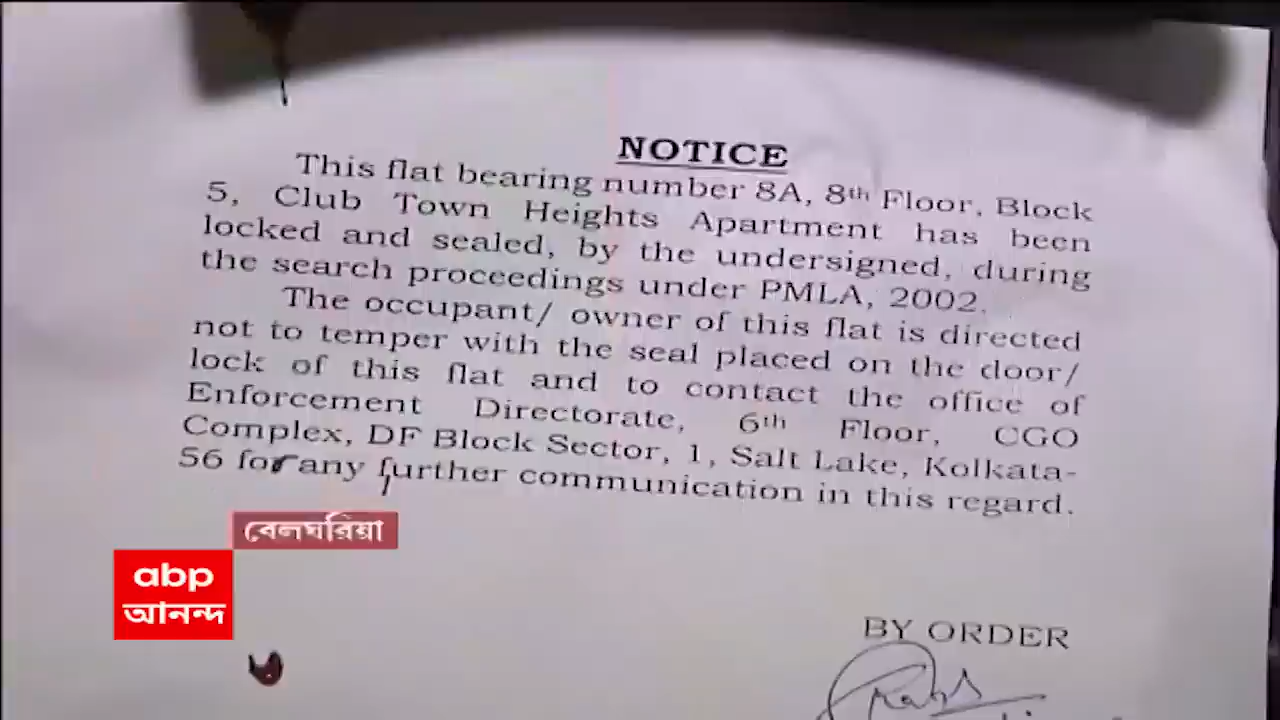 NOTICE
This flat bearing number 8A, 8th Floor, Block
5, Club Town Heights Apartment has been
locked and sealed, by the undersigned, during
the search proceedings under PMLA, 2002.
The occupant/ owner of this flat is directed
not to temper with the seal placed on the door/
lock of this flat and to contact the office of
Enforcement Directorate, 6th Floor, CGO
Complex, DF Block Sector, 1, Salt Lake, Kolkata-
56 for any further communication in this regard.
বেলঘরিয়া
abp
আনন্দ
BY ORDER